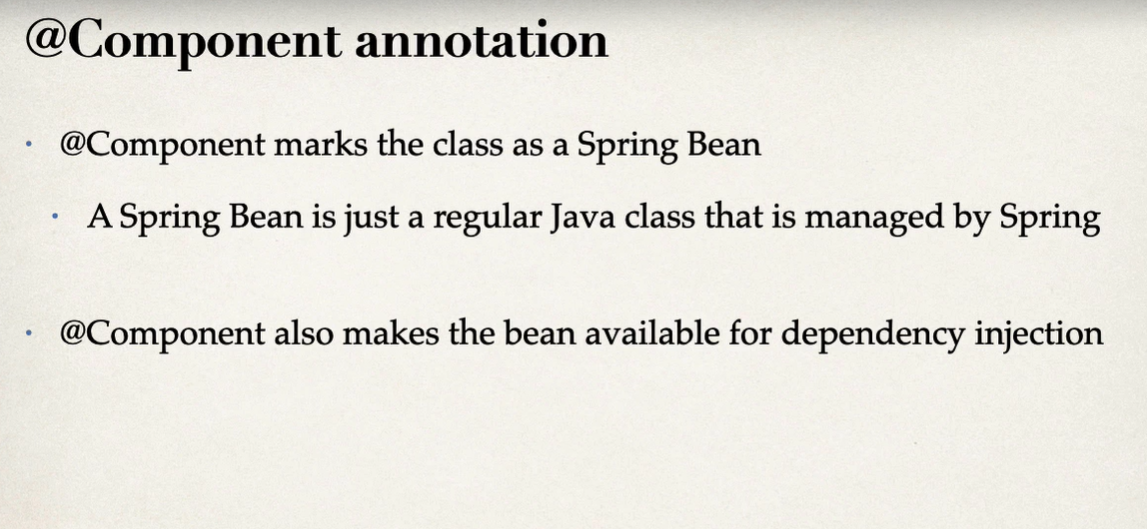 @Component annotation
@Component marks the class as a Spring Bean
A Spring Bean is just a regular Java class that is managed by Spring
@Component also makes the bean available for dependency injection